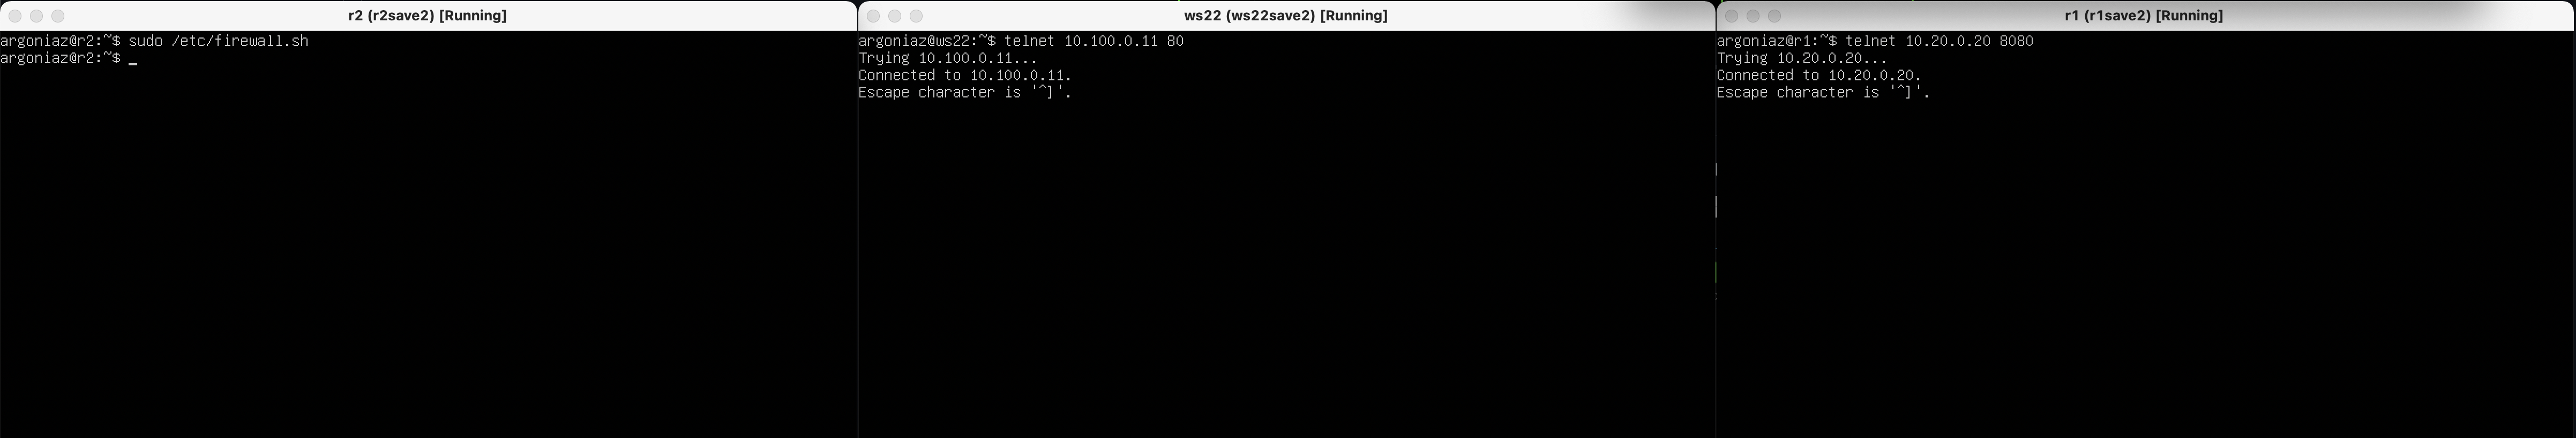 r2 (r2save2) [Running]
argoniaz@r2:~$ sudo /etc/firewall.sh
argoniaz@r2:~$ _
ws22 (ws22save2) [Running]
argoniaz@ws22:~$ telnet 10.100.0.11 80
Trying 10.100.0.11...
Connected to 10.100.0.11.
Escape character is '^]'.
r1 (r1save2) [Running]
argoniaz@r1:~$ telnet 10.20.0.20 8080
Trying 10.20.0.20...
Connected to 10.20.0.20.
Escape character is '^]'.